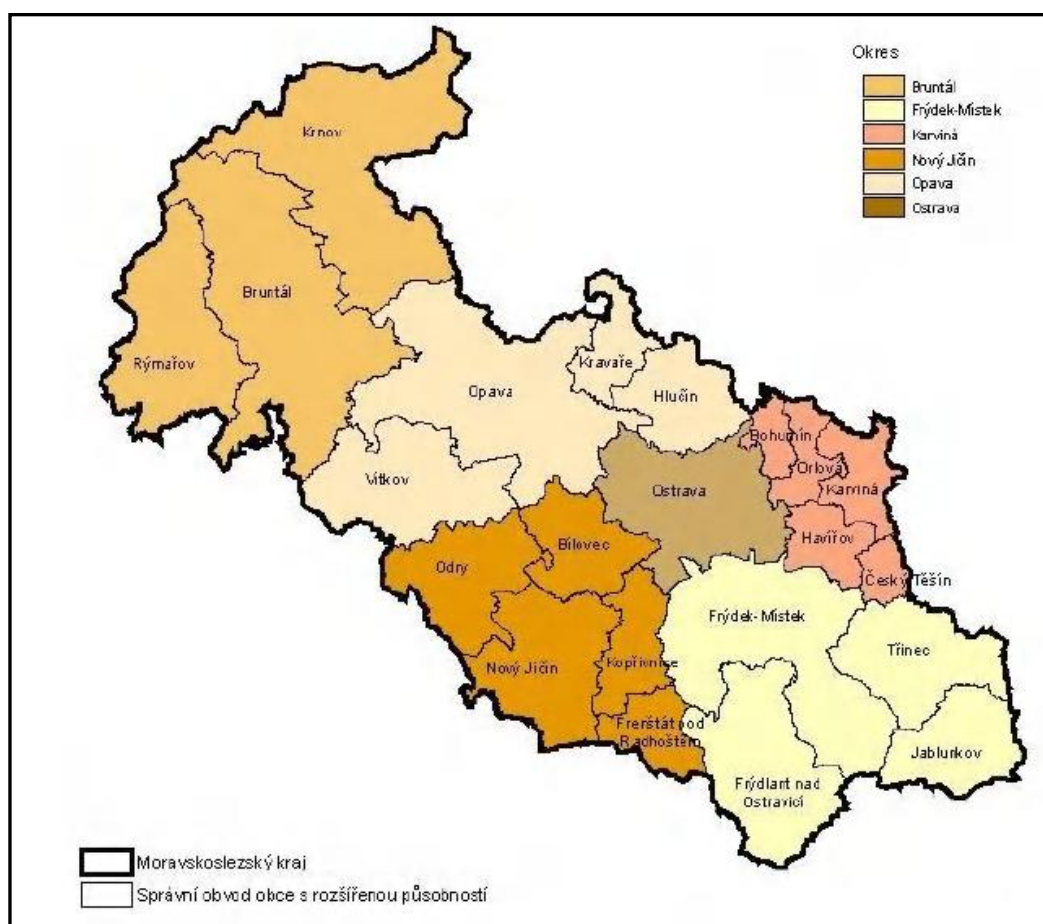 Okres
Bruntál
Frýdek-Místek
Karviná
Nový Jičín
Opava
Ostrava
Krnov
Bruntál
Rýmařov
Kravaře
Opava
Hlučín
Bohumín
Orlová
Vítkov
Ostrava
Karviná
Bílovec
Havířov
Odry
Český Těšín
Frýdek-Místek
Třinec
Nový Jičín
Kopřivnice
Frenštát pod
Radhoštěm
Jablunkov
Frýdlant nad
Ostravicí
Moravskoslezský kraj
Správní obvod obce s rozšířenou působností